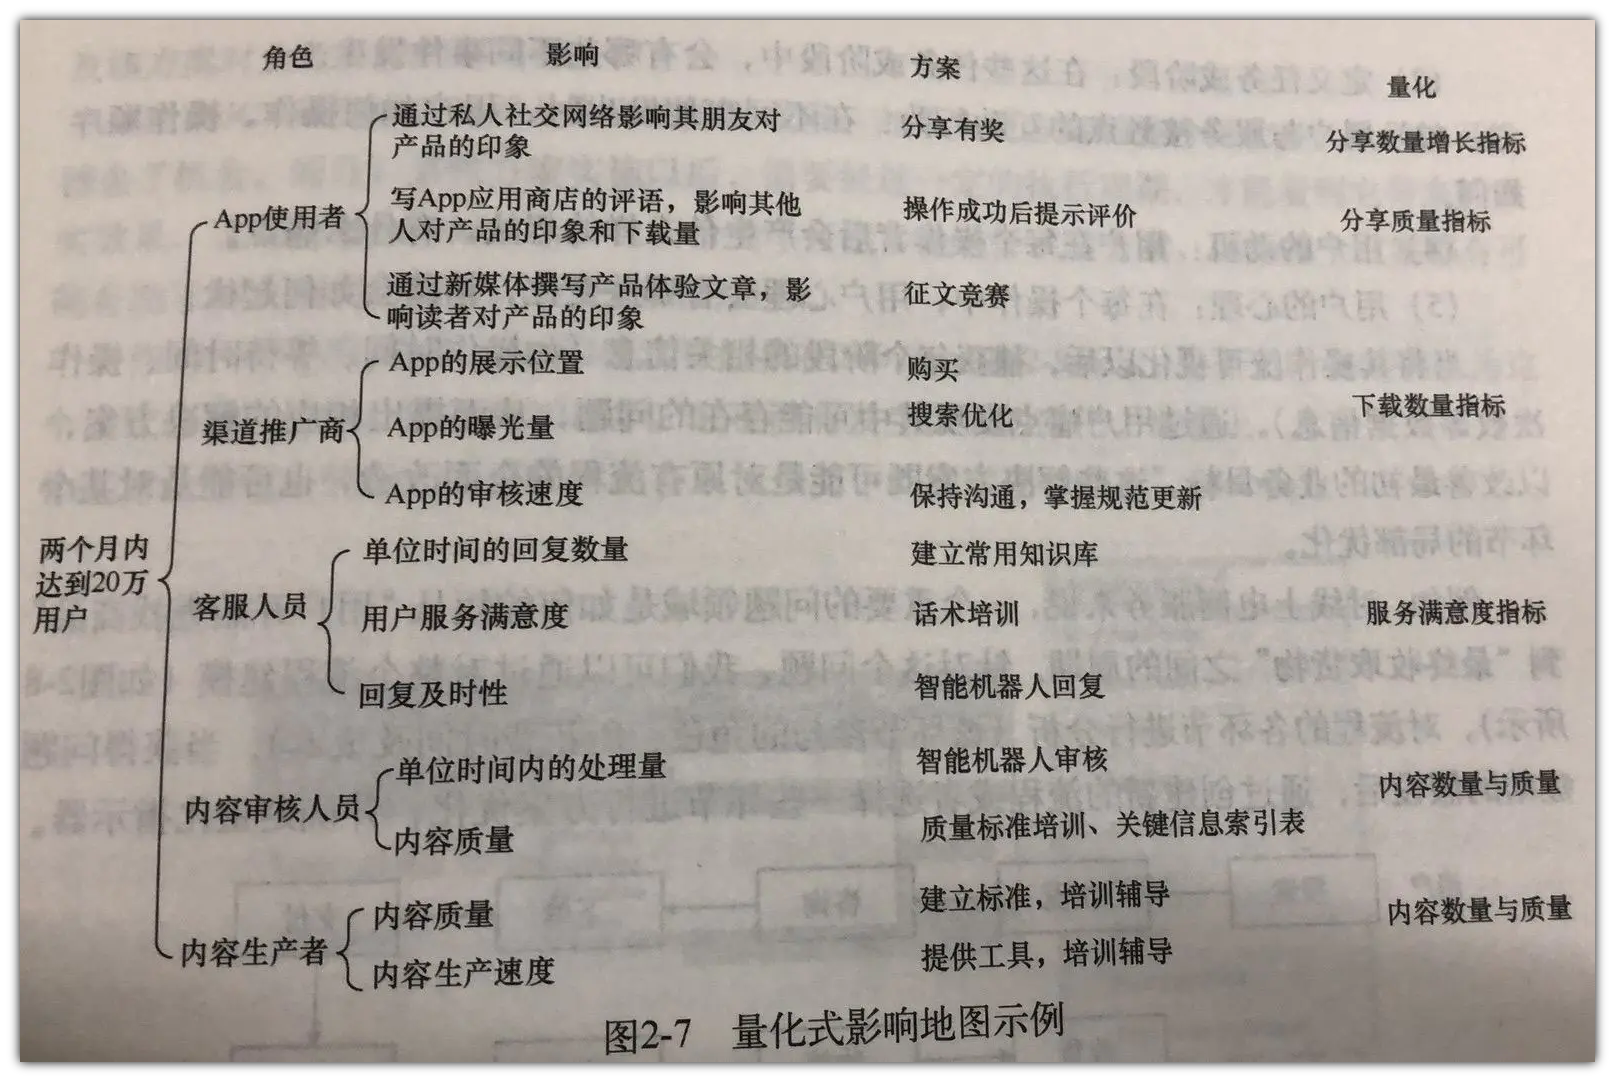 角色 影响 方案 量化
通过私人社交网络影响其朋友对
产品的印象
分享有奖
分享数量增长指标
App使用者
写App应用商店的评语，影响其他
人对产品的印象和下载量
操作成功后提示评价
分享质量指标
通过新媒体撰写产品体验文章，影
响读者对产品的印象
征文竞赛
渠道推广商
App的展示位置
购买
App的曝光量
搜索优化
下载数量指标
App的审核速度
保持沟通，掌握规范更新
两个月内
达到20万
用户
客服人员
单位时间的回复数量
建立常用知识库
用户服务满意度
话术培训
服务满意度指标
回复及时性
智能机器人回复
内容审核人员
单位时间内的处理量
智能机器人审核
内容数量与质量
内容质量
质量标准培训、关键信息索引表
内容生产者
内容质量
建立标准，培训辅导
内容数量与质量
内容生产速度
提供工具，培训辅导
图2-7 量化式影响地图示例